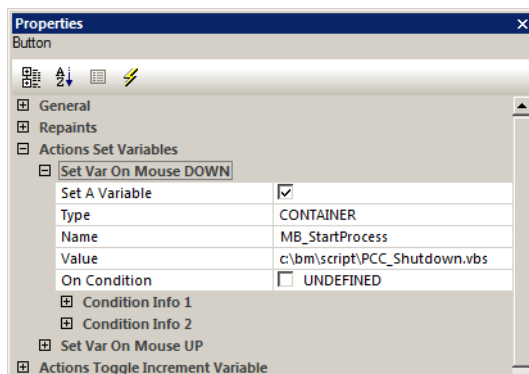 Properties
Button
General
Repaints
Actions Set Variables
Set Var On Mouse DOWN
Set A Variable
Type CONTAINER
Name MB_StartProcess
Value c:\bm\script\PCC_Shutdown.vbs
On Condition UNDEFINED
Condition Info 1
Condition Info 2
Set Var On Mouse UP
Actions Toggle Increment Variable